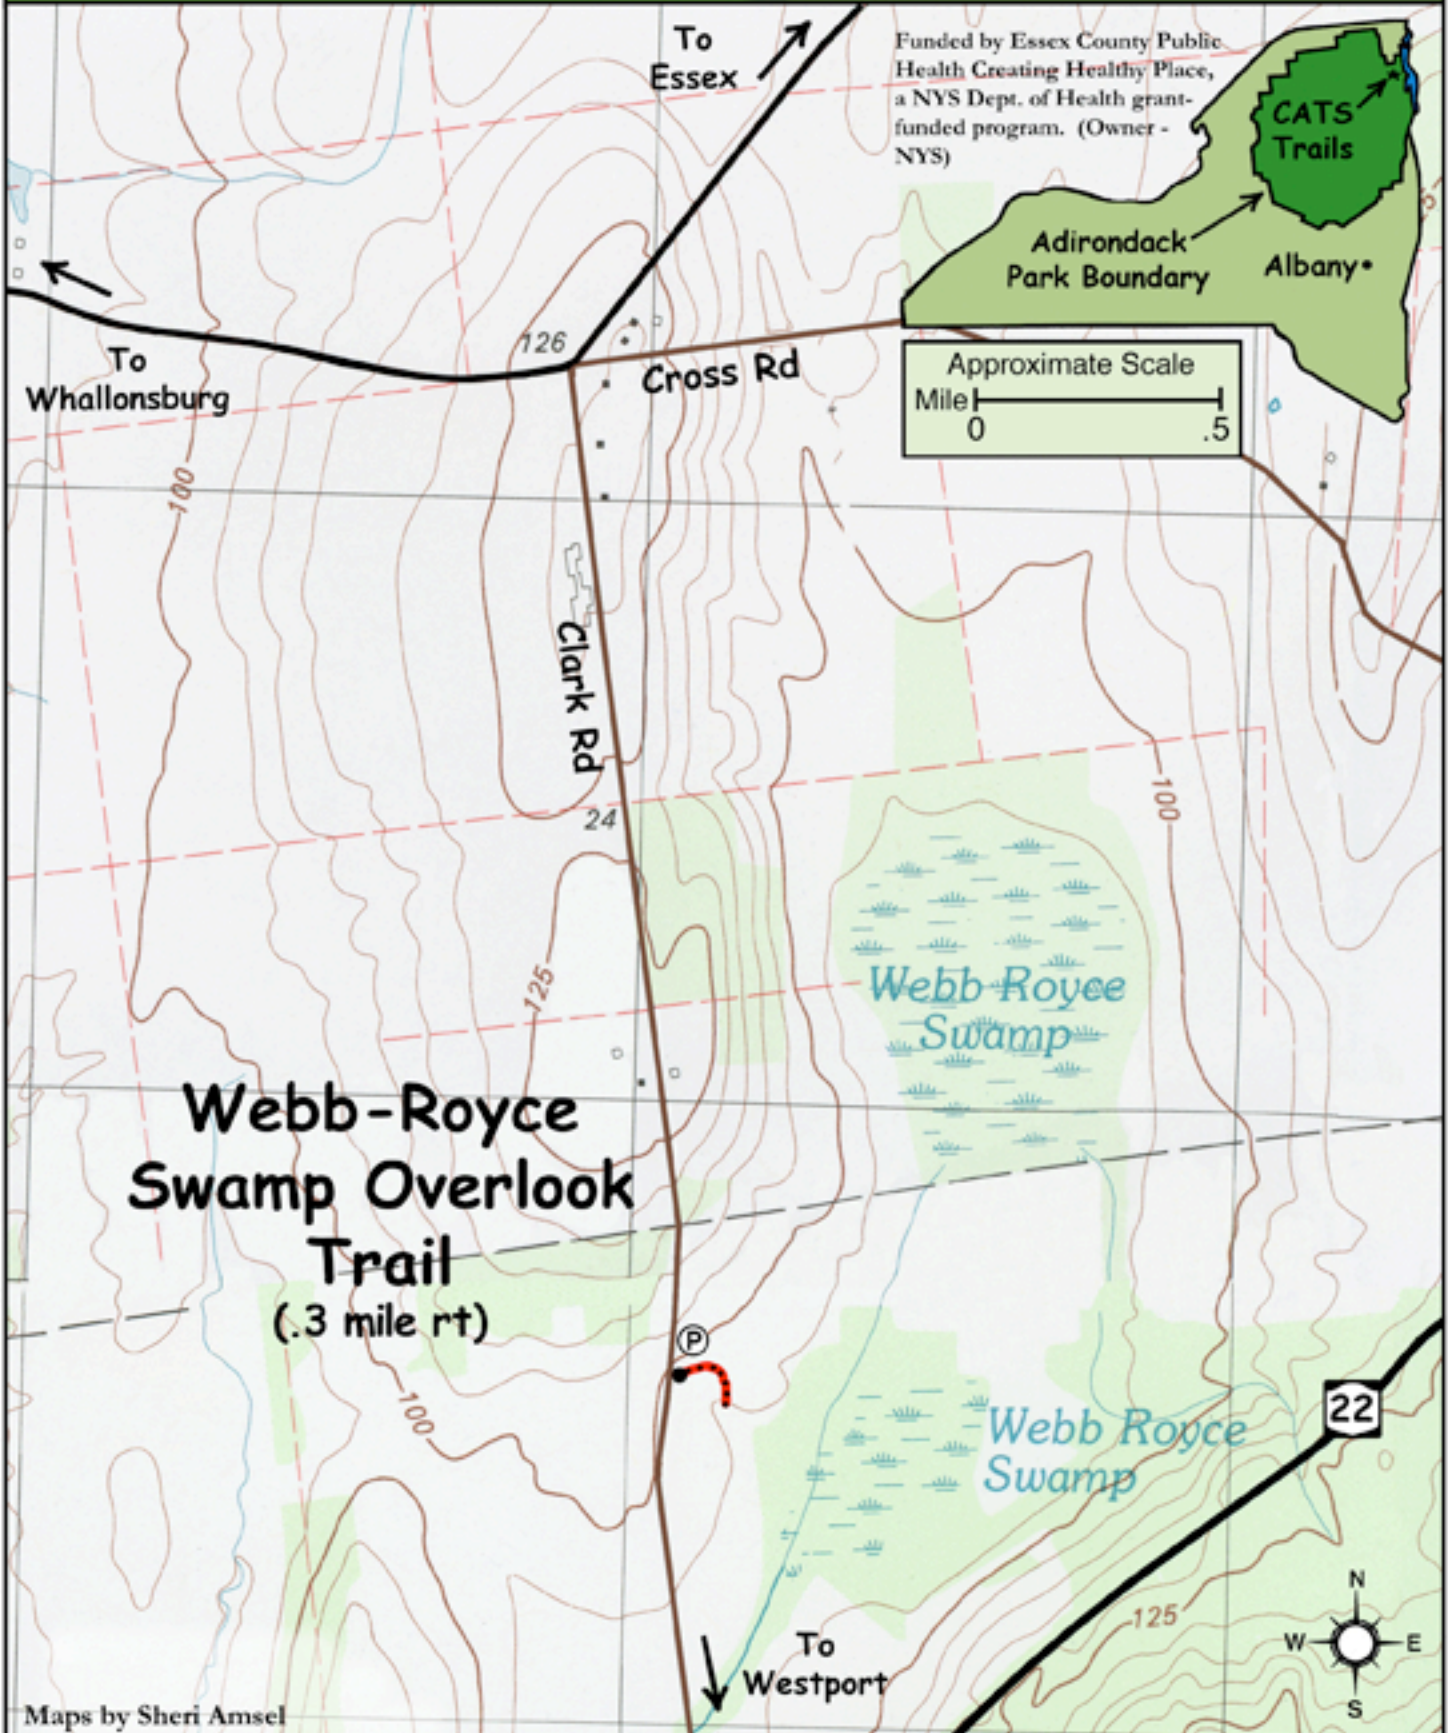 To
Essex
Funded by Essex County Public
Health Creating Healthy Place,
a NYS Dept. of Health grant-
funded program. (Owner -
NYS)
CATS
Trails
Adirondack
Park Boundary
Albany
To
Whallonsburg
126
Cross Rd
Approximate Scale
Mile
0 .5
100
Clark Rd
24
100
125
Webb Royce
Swamp
Webb-Royce
Swamp Overlook
Trail
(.3 mile rt)
P
100
22
Webb Royce
Swamp
125
To
Westport
N
W E
S
Maps by Sheri Amsel